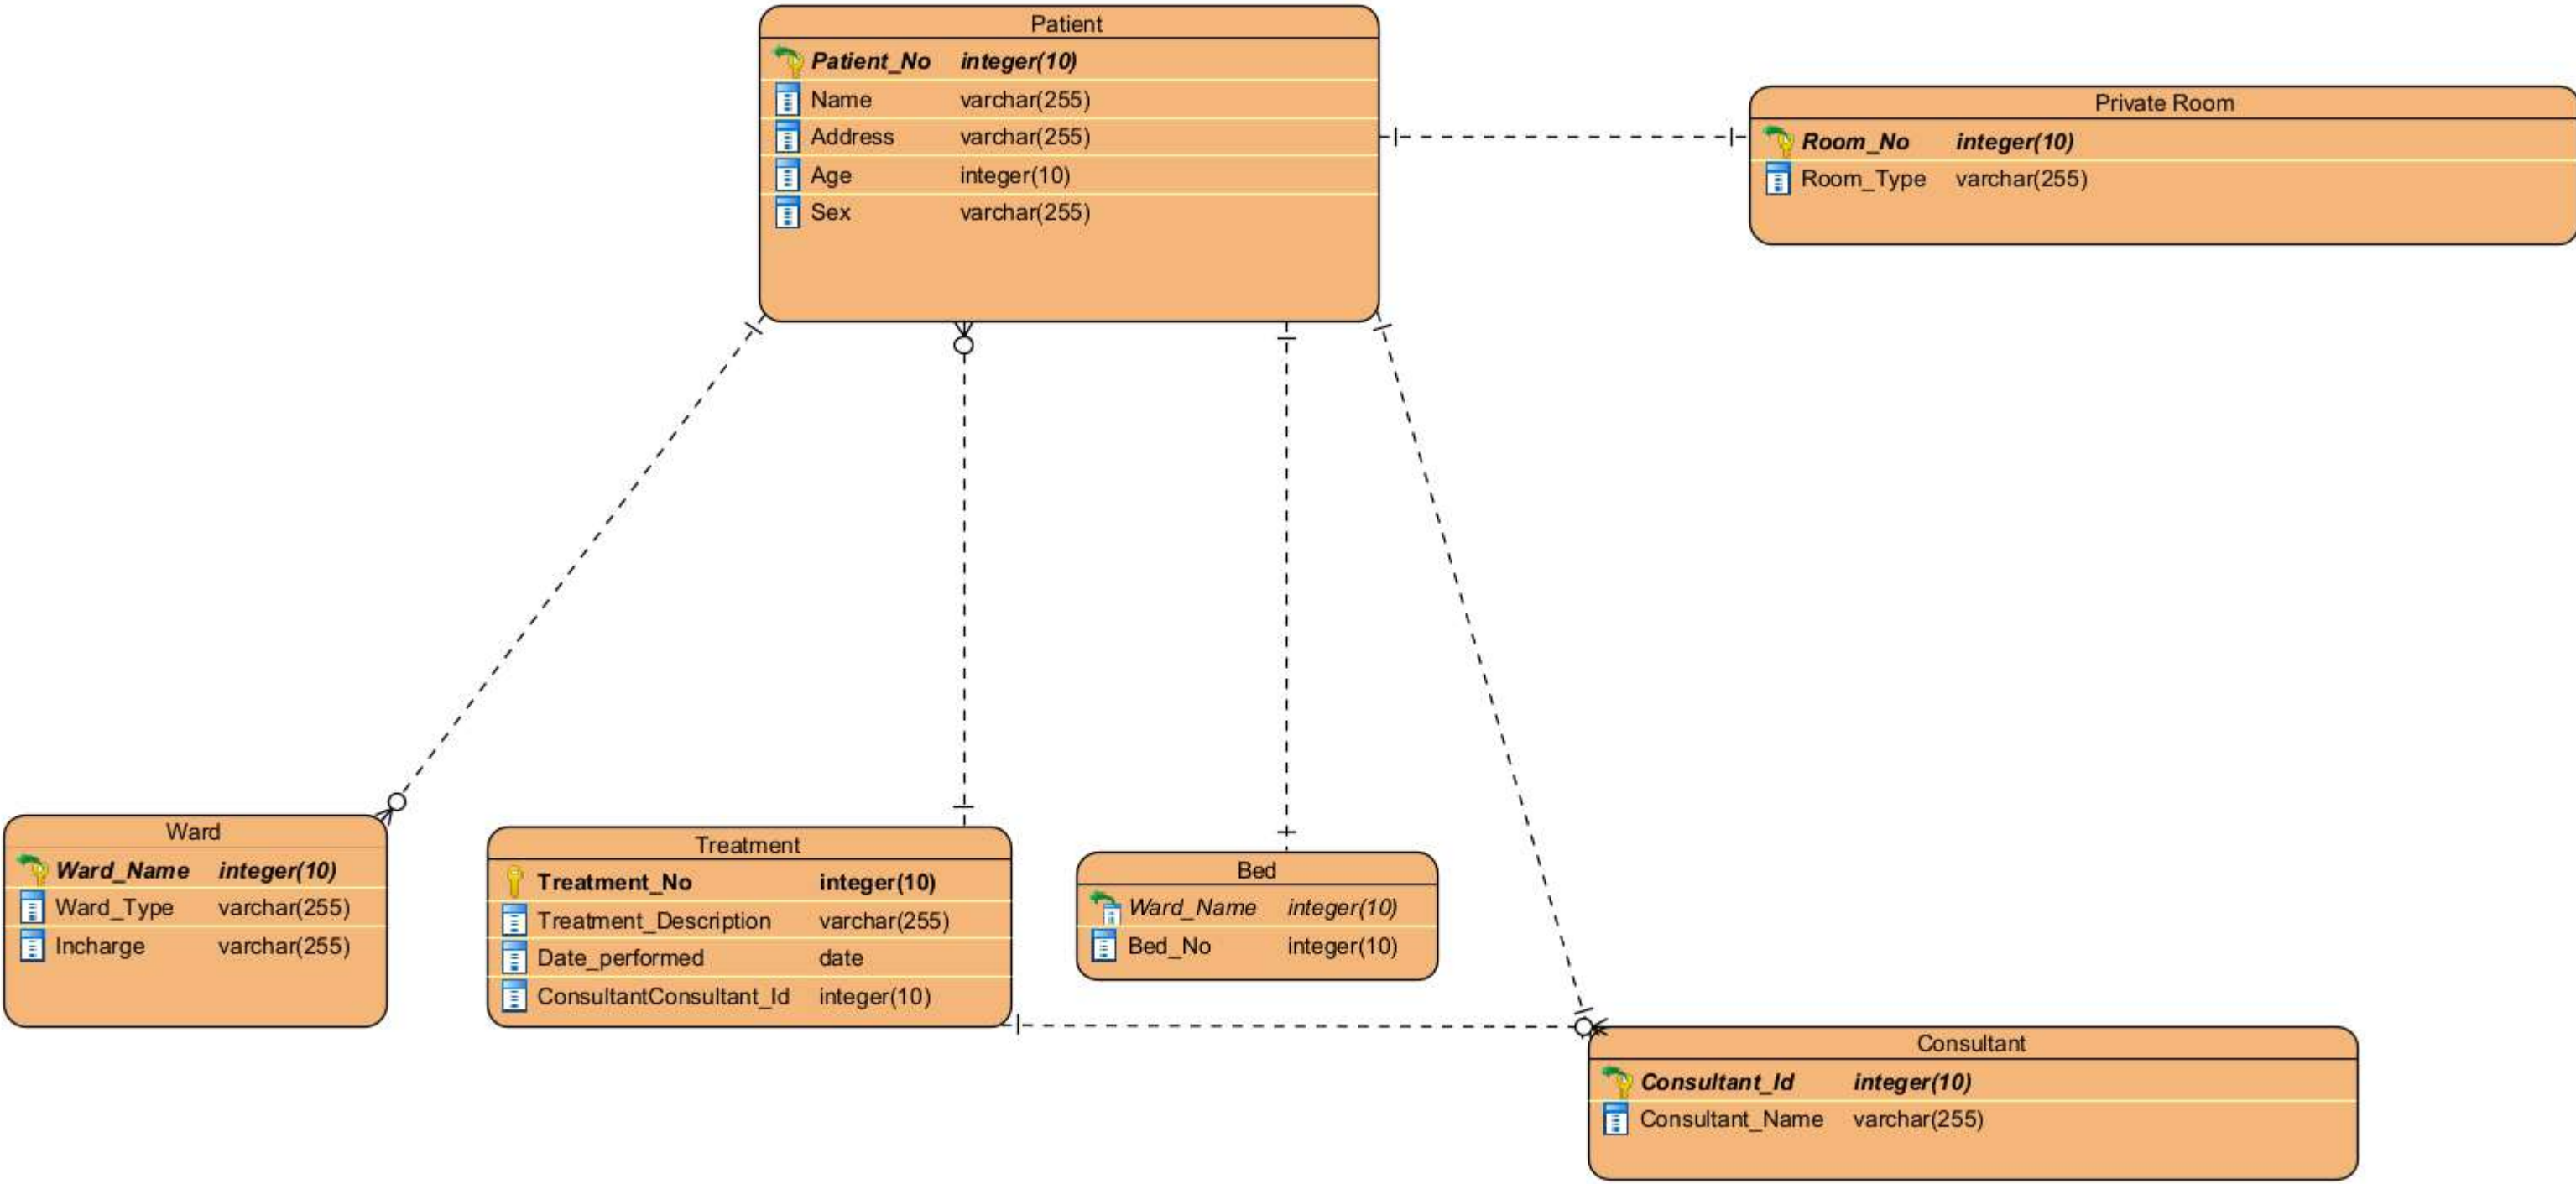 Patient
Patient_No integer(10)
Name varchar(255)
Address varchar(255)
Age integer(10)
Sex varchar(255)
Private Room
Room_No integer(10)
Room_Type varchar(255)
Ward
Ward_Name integer(10)
Ward_Type varchar(255)
Incharge varchar(255)
Treatment
Treatment_No integer(10)
Treatment_Description varchar(255)
Date_performed date
ConsultantConsultant_Id integer(10)
Bed
Ward_Name integer(10)
Bed_No integer(10)
Consultant
Consultant_Id integer(10)
Consultant_Name varchar(255)